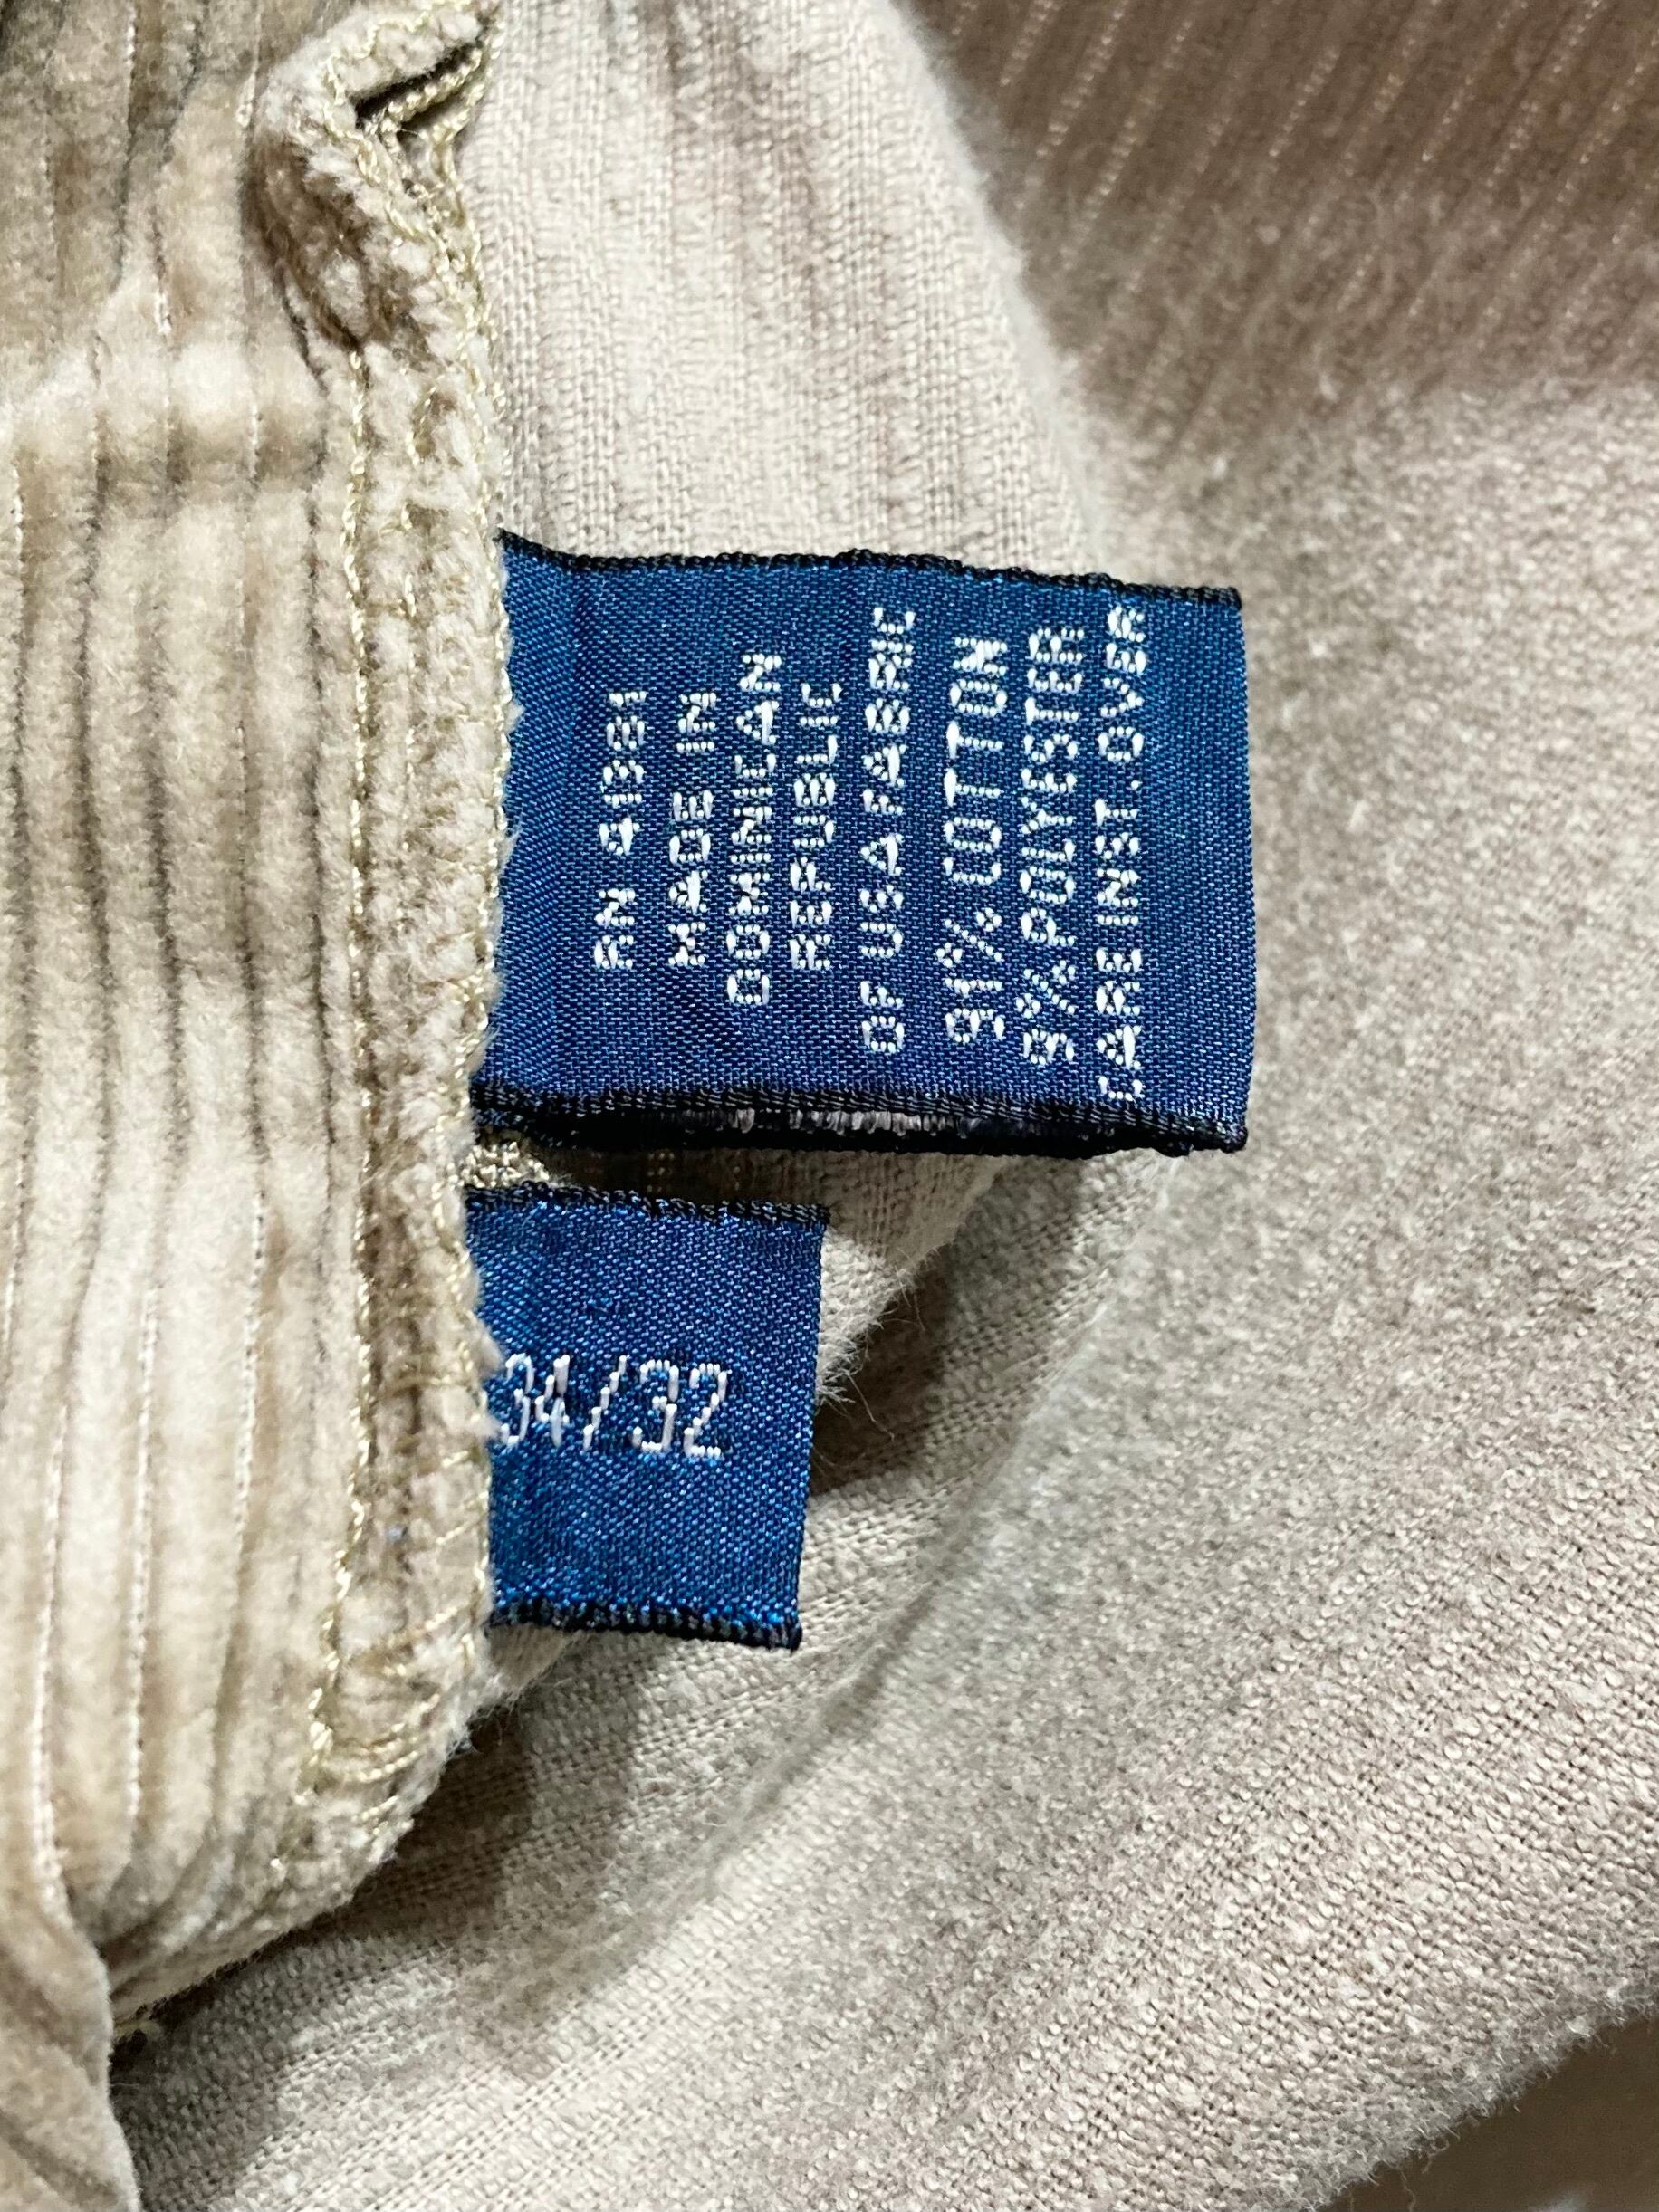 RN 41381
MADE IN
DOMINICAN
REPUBLIC
OF USA FABRIC
91% COTTON
9% POLYESTER
CARE INST. OVER
34/32